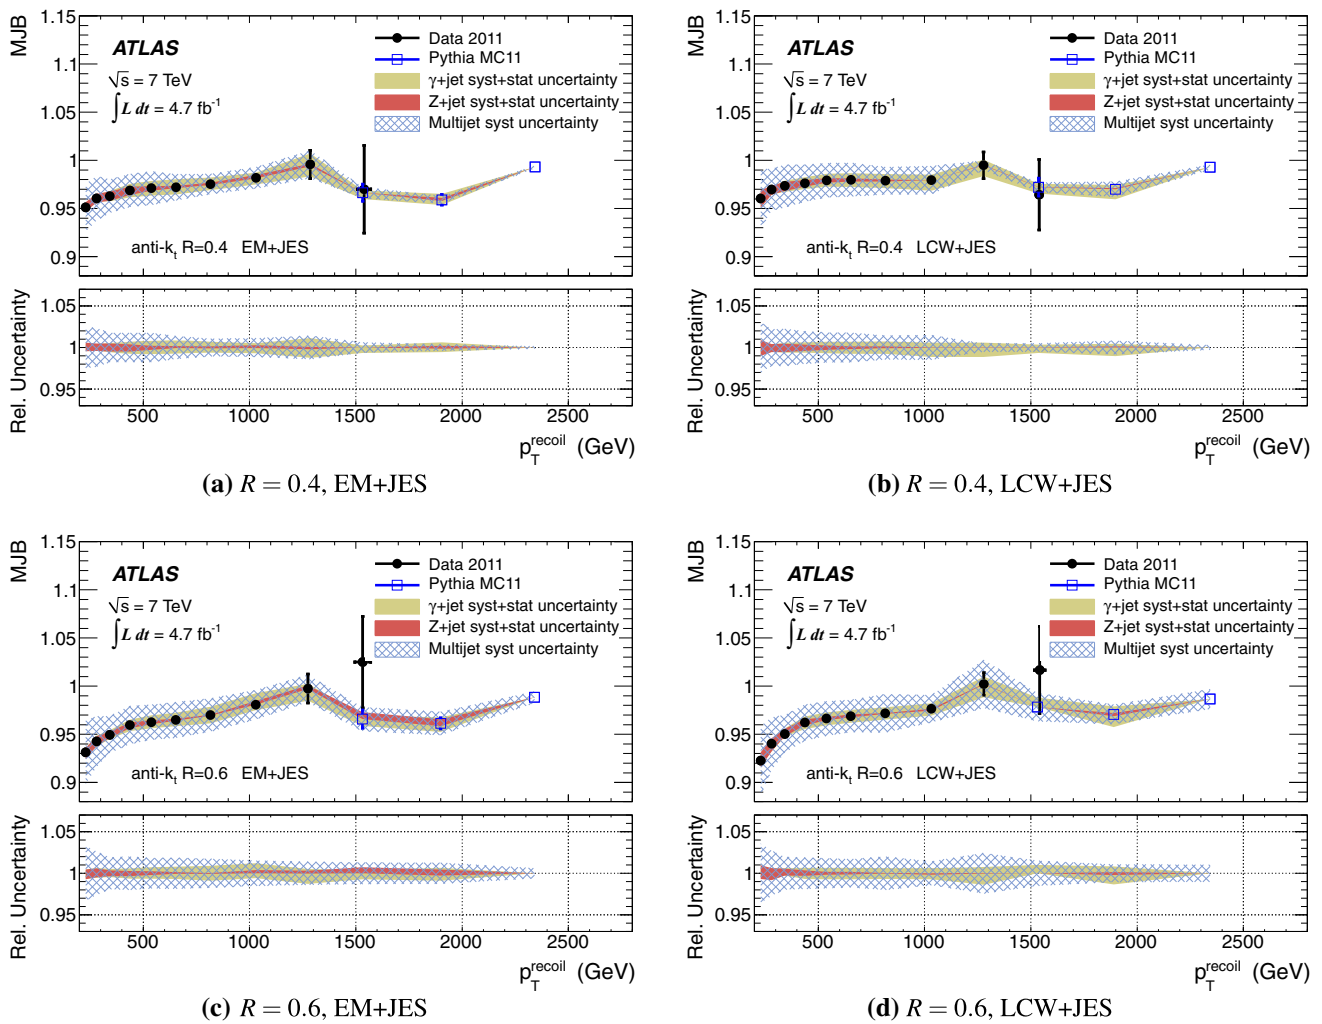 MJB
1.15
1.1
1.05
1
0.95
0.9
ATLAS
√s = 7 TeV
∫L dt = 4.7 fb⁻¹
Data 2011
Pythia MC11
γ+jet syst+stat uncertainty
Z+jet syst+stat uncertainty
Multijet syst uncertainty
anti-kₜ R=0.4 EM+JES
Rel. Uncertainty
1.05
1
0.95
500 1000 1500 2000 2500
p_T^recoil (GeV)
(a) R = 0.4, EM+JES
MJB
1.15
1.1
1.05
1
0.95
0.9
ATLAS
√s = 7 TeV
∫L dt = 4.7 fb⁻¹
Data 2011
Pythia MC11
γ+jet syst+stat uncertainty
Z+jet syst+stat uncertainty
Multijet syst uncertainty
anti-kₜ R=0.4 LCW+JES
Rel. Uncertainty
1.05
1
0.95
500 1000 1500 2000 2500
p_T^recoil (GeV)
(b) R = 0.4, LCW+JES
MJB
1.15
1.1
1.05
1
0.95
0.9
ATLAS
√s = 7 TeV
∫L dt = 4.7 fb⁻¹
Data 2011
Pythia MC11
γ+jet syst+stat uncertainty
Z+jet syst+stat uncertainty
Multijet syst uncertainty
anti-kₜ R=0.6 EM+JES
Rel. Uncertainty
1.05
1
0.95
500 1000 1500 2000 2500
p_T^recoil (GeV)
(c) R = 0.6, EM+JES
MJB
1.15
1.1
1.05
1
0.95
0.9
ATLAS
√s = 7 TeV
∫L dt = 4.7 fb⁻¹
Data 2011
Pythia MC11
γ+jet syst+stat uncertainty
Z+jet syst+stat uncertainty
Multijet syst uncertainty
anti-kₜ R=0.6 LCW+JES
Rel. Uncertainty
1.05
1
0.95
500 1000 1500 2000 2500
p_T^recoil (GeV)
(d) R = 0.6, LCW+JES